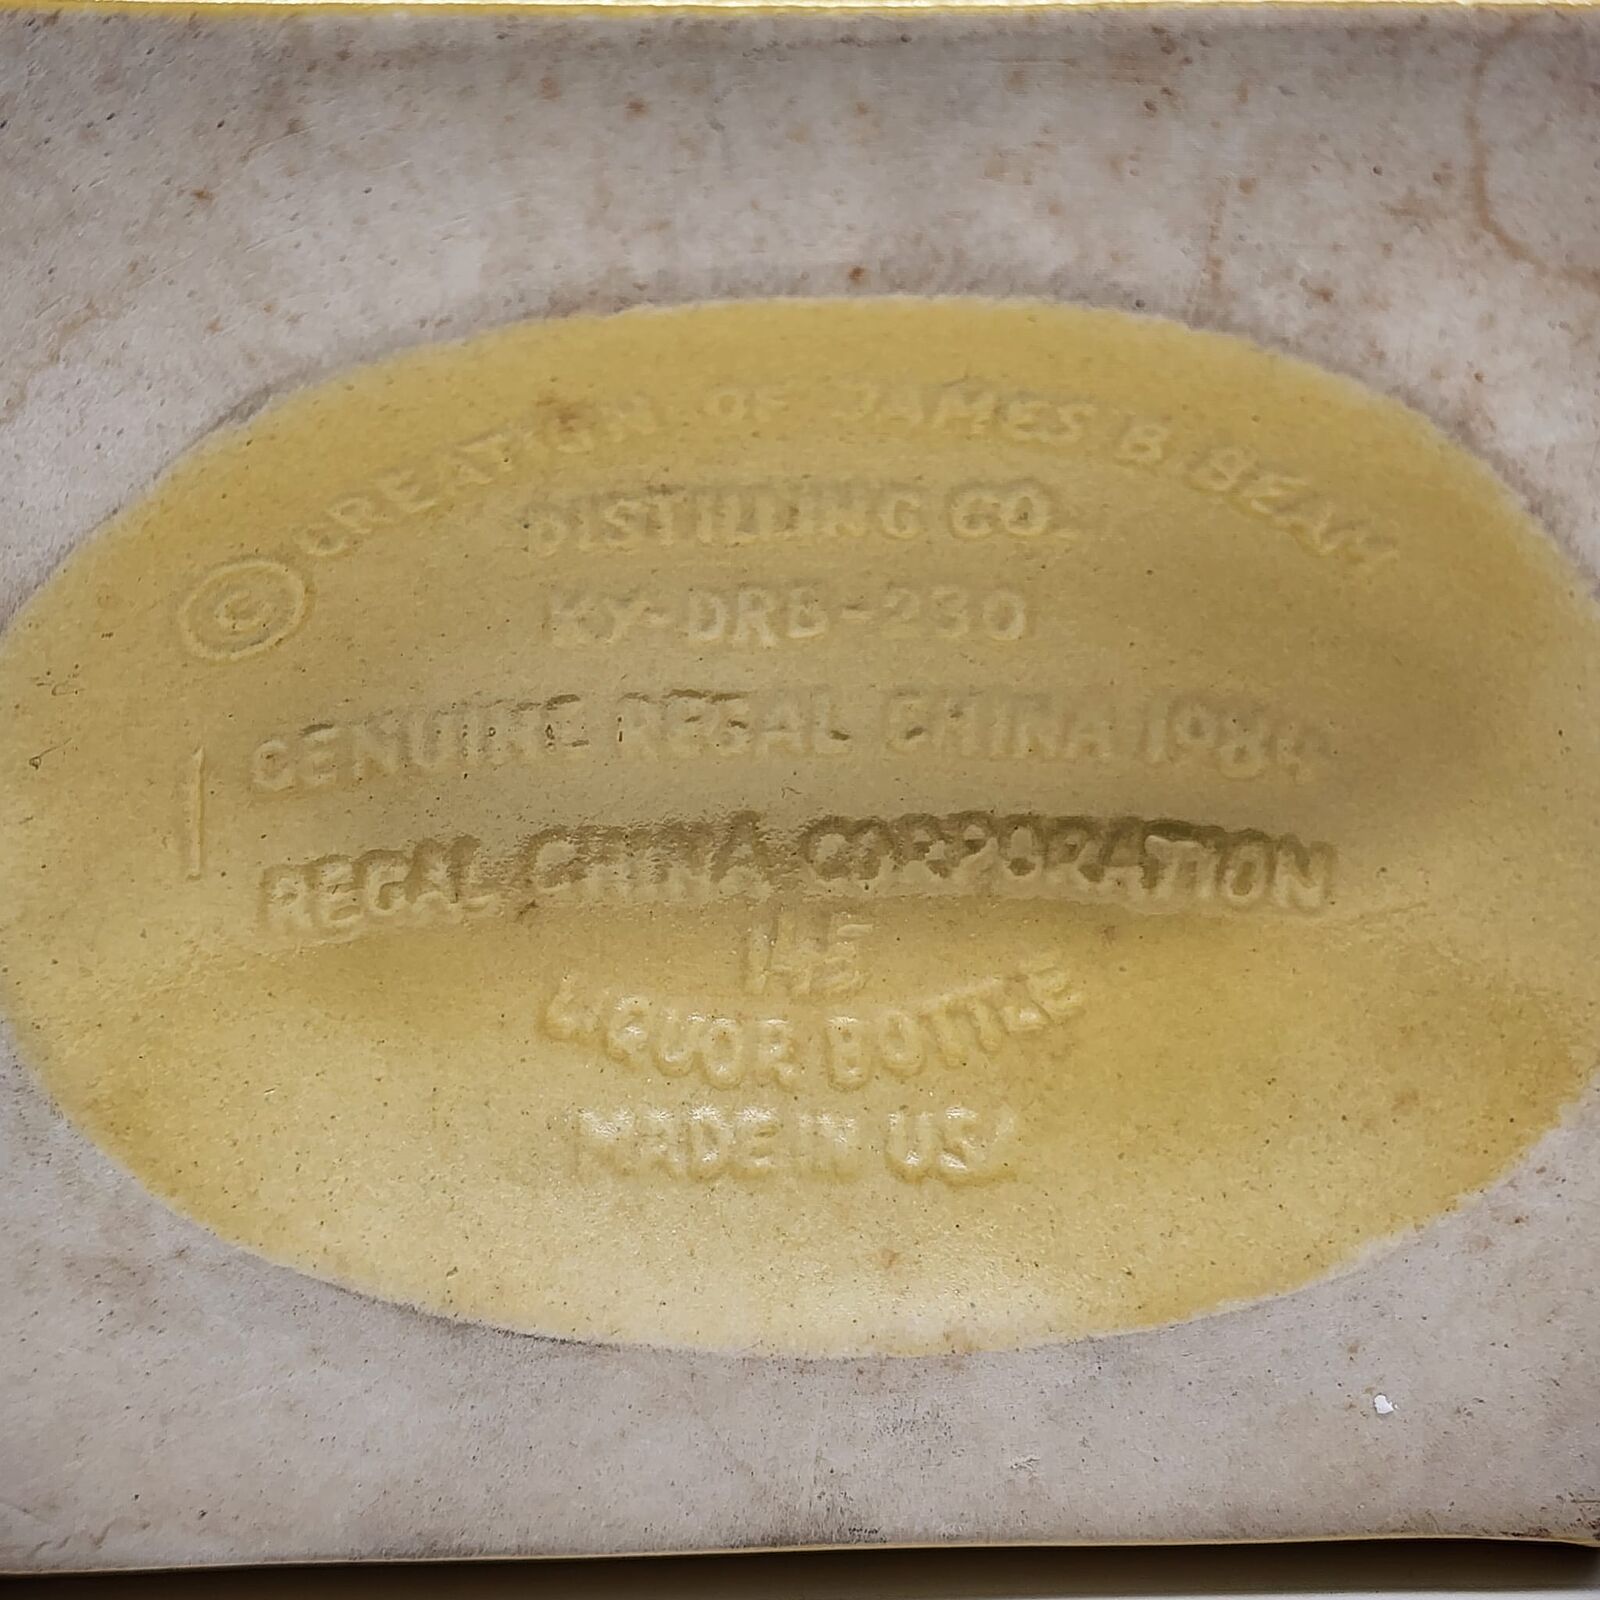 © CREATION OF JAMES B. BEAM
DISTILLING CO.
KY-DRB-230
GENUINE REGAL CHINA 1984
REGAL CHINA CORPORATION
145
LIQUOR BOTTLE
MADE IN USA